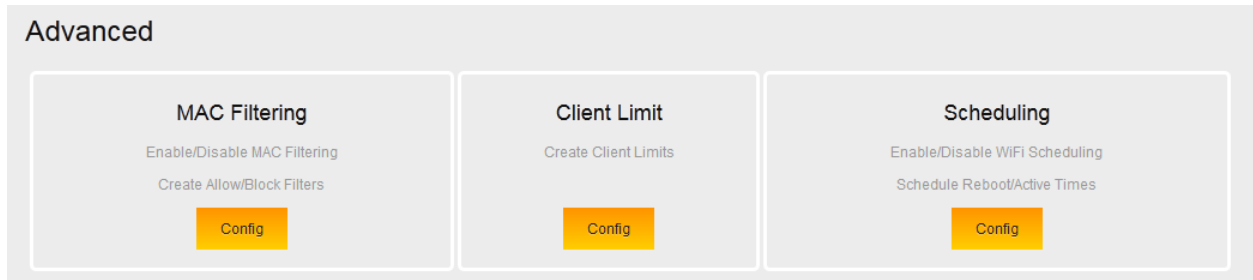 Advanced
MAC Filtering
Enable/Disable MAC Filtering
Create Allow/Block Filters
Config
Client Limit
Create Client Limits
Config
Scheduling
Enable/Disable WiFi Scheduling
Schedule Reboot/Active Times
Config